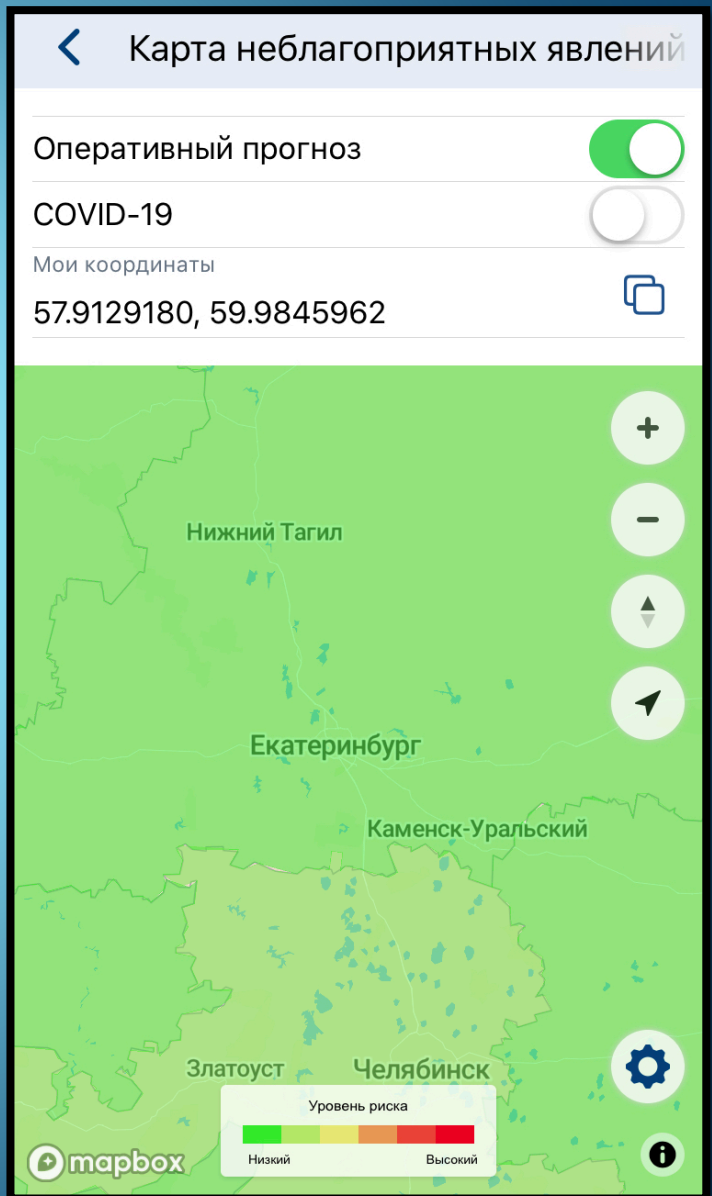 Карта неблагоприятных явлений
Оперативный прогноз
COVID-19
Мои координаты
57.9129180, 59.9845962
Нижний Тагил
Екатеринбург
Каменск-Уральский
Златоуст
Челябинск
Уровень риска
Низкий
Высокий
mapbox